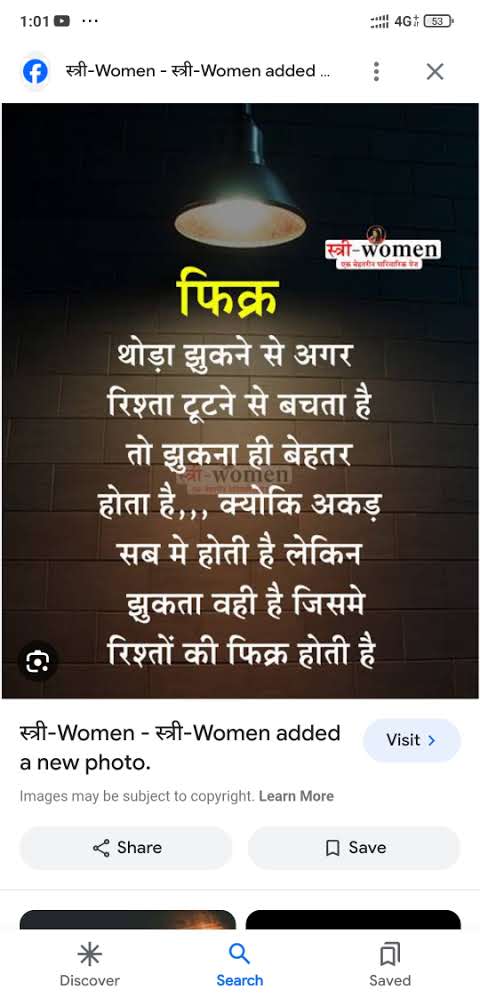 1:01 ... 4G 53
स्त्री-Women - स्त्री-Women added ...
स्त्री-women
एक बेहतरीन पारिवारिक पेज
फिक्र
थोड़ा झुकने से अगर
रिश्ता टूटने से बचता है
तो झुकना ही बेहतर
स्त्री-women
होता है,,, क्योकि अकड़
सब मे होती है लेकिन
झुकता वही है जिसमे
रिश्तों की फिक्र होती है
स्त्री-Women - स्त्री-Women added
a new photo.
Visit >
Images may be subject to copyright. Learn More
Share
Save
Discover
Search
Saved